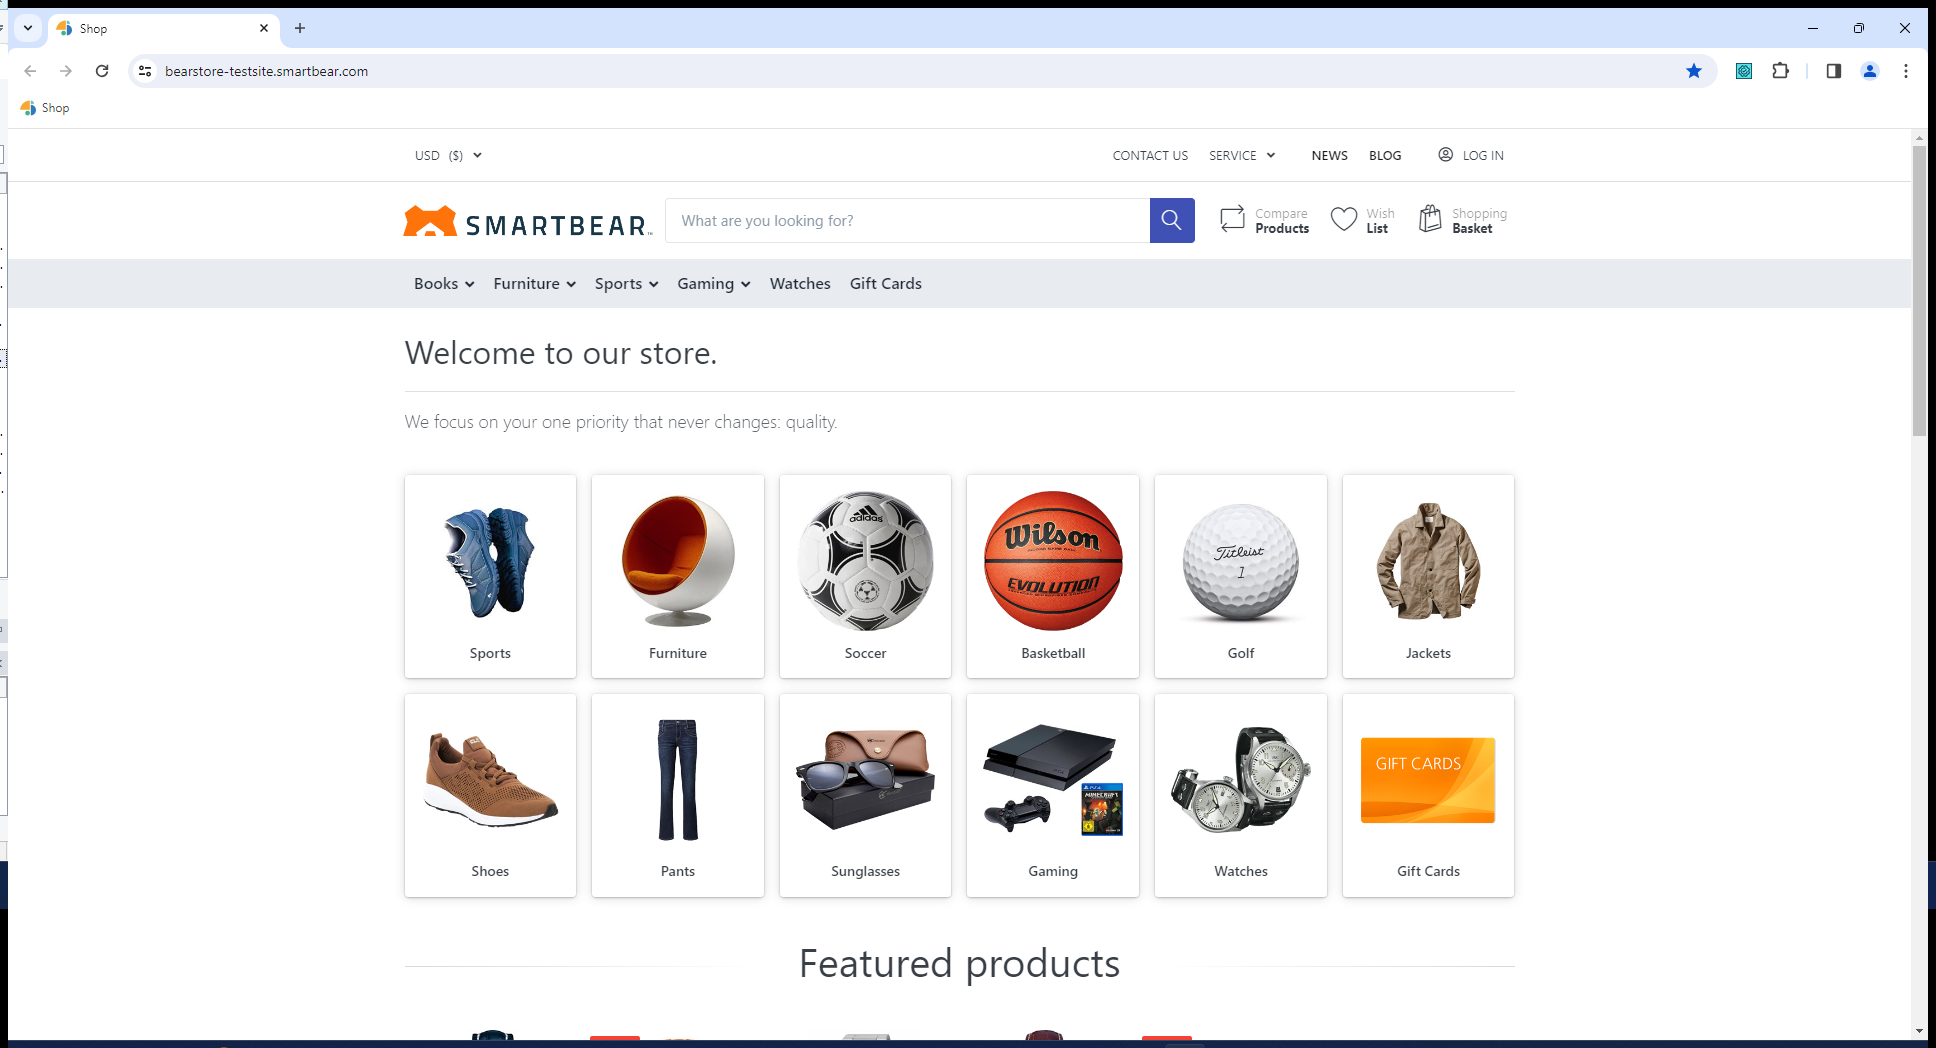 Shop
bearstore-testsite.smartbear.com
Shop
USD ($)
CONTACT US SERVICE NEWS BLOG LOG IN
SMARTBEAR
What are you looking for?
Compare Products
Wish List
Shopping Basket
Books Furniture Sports Gaming Watches Gift Cards
Welcome to our store.
We focus on your one priority that never changes: quality.
adidas
Wilson
EVOLUTION
Titleist
1
Sports Furniture Soccer Basketball Golf Jackets
MINECRAFT
GIFT CARDS
Shoes Pants Sunglasses Gaming Watches Gift Cards
Featured products